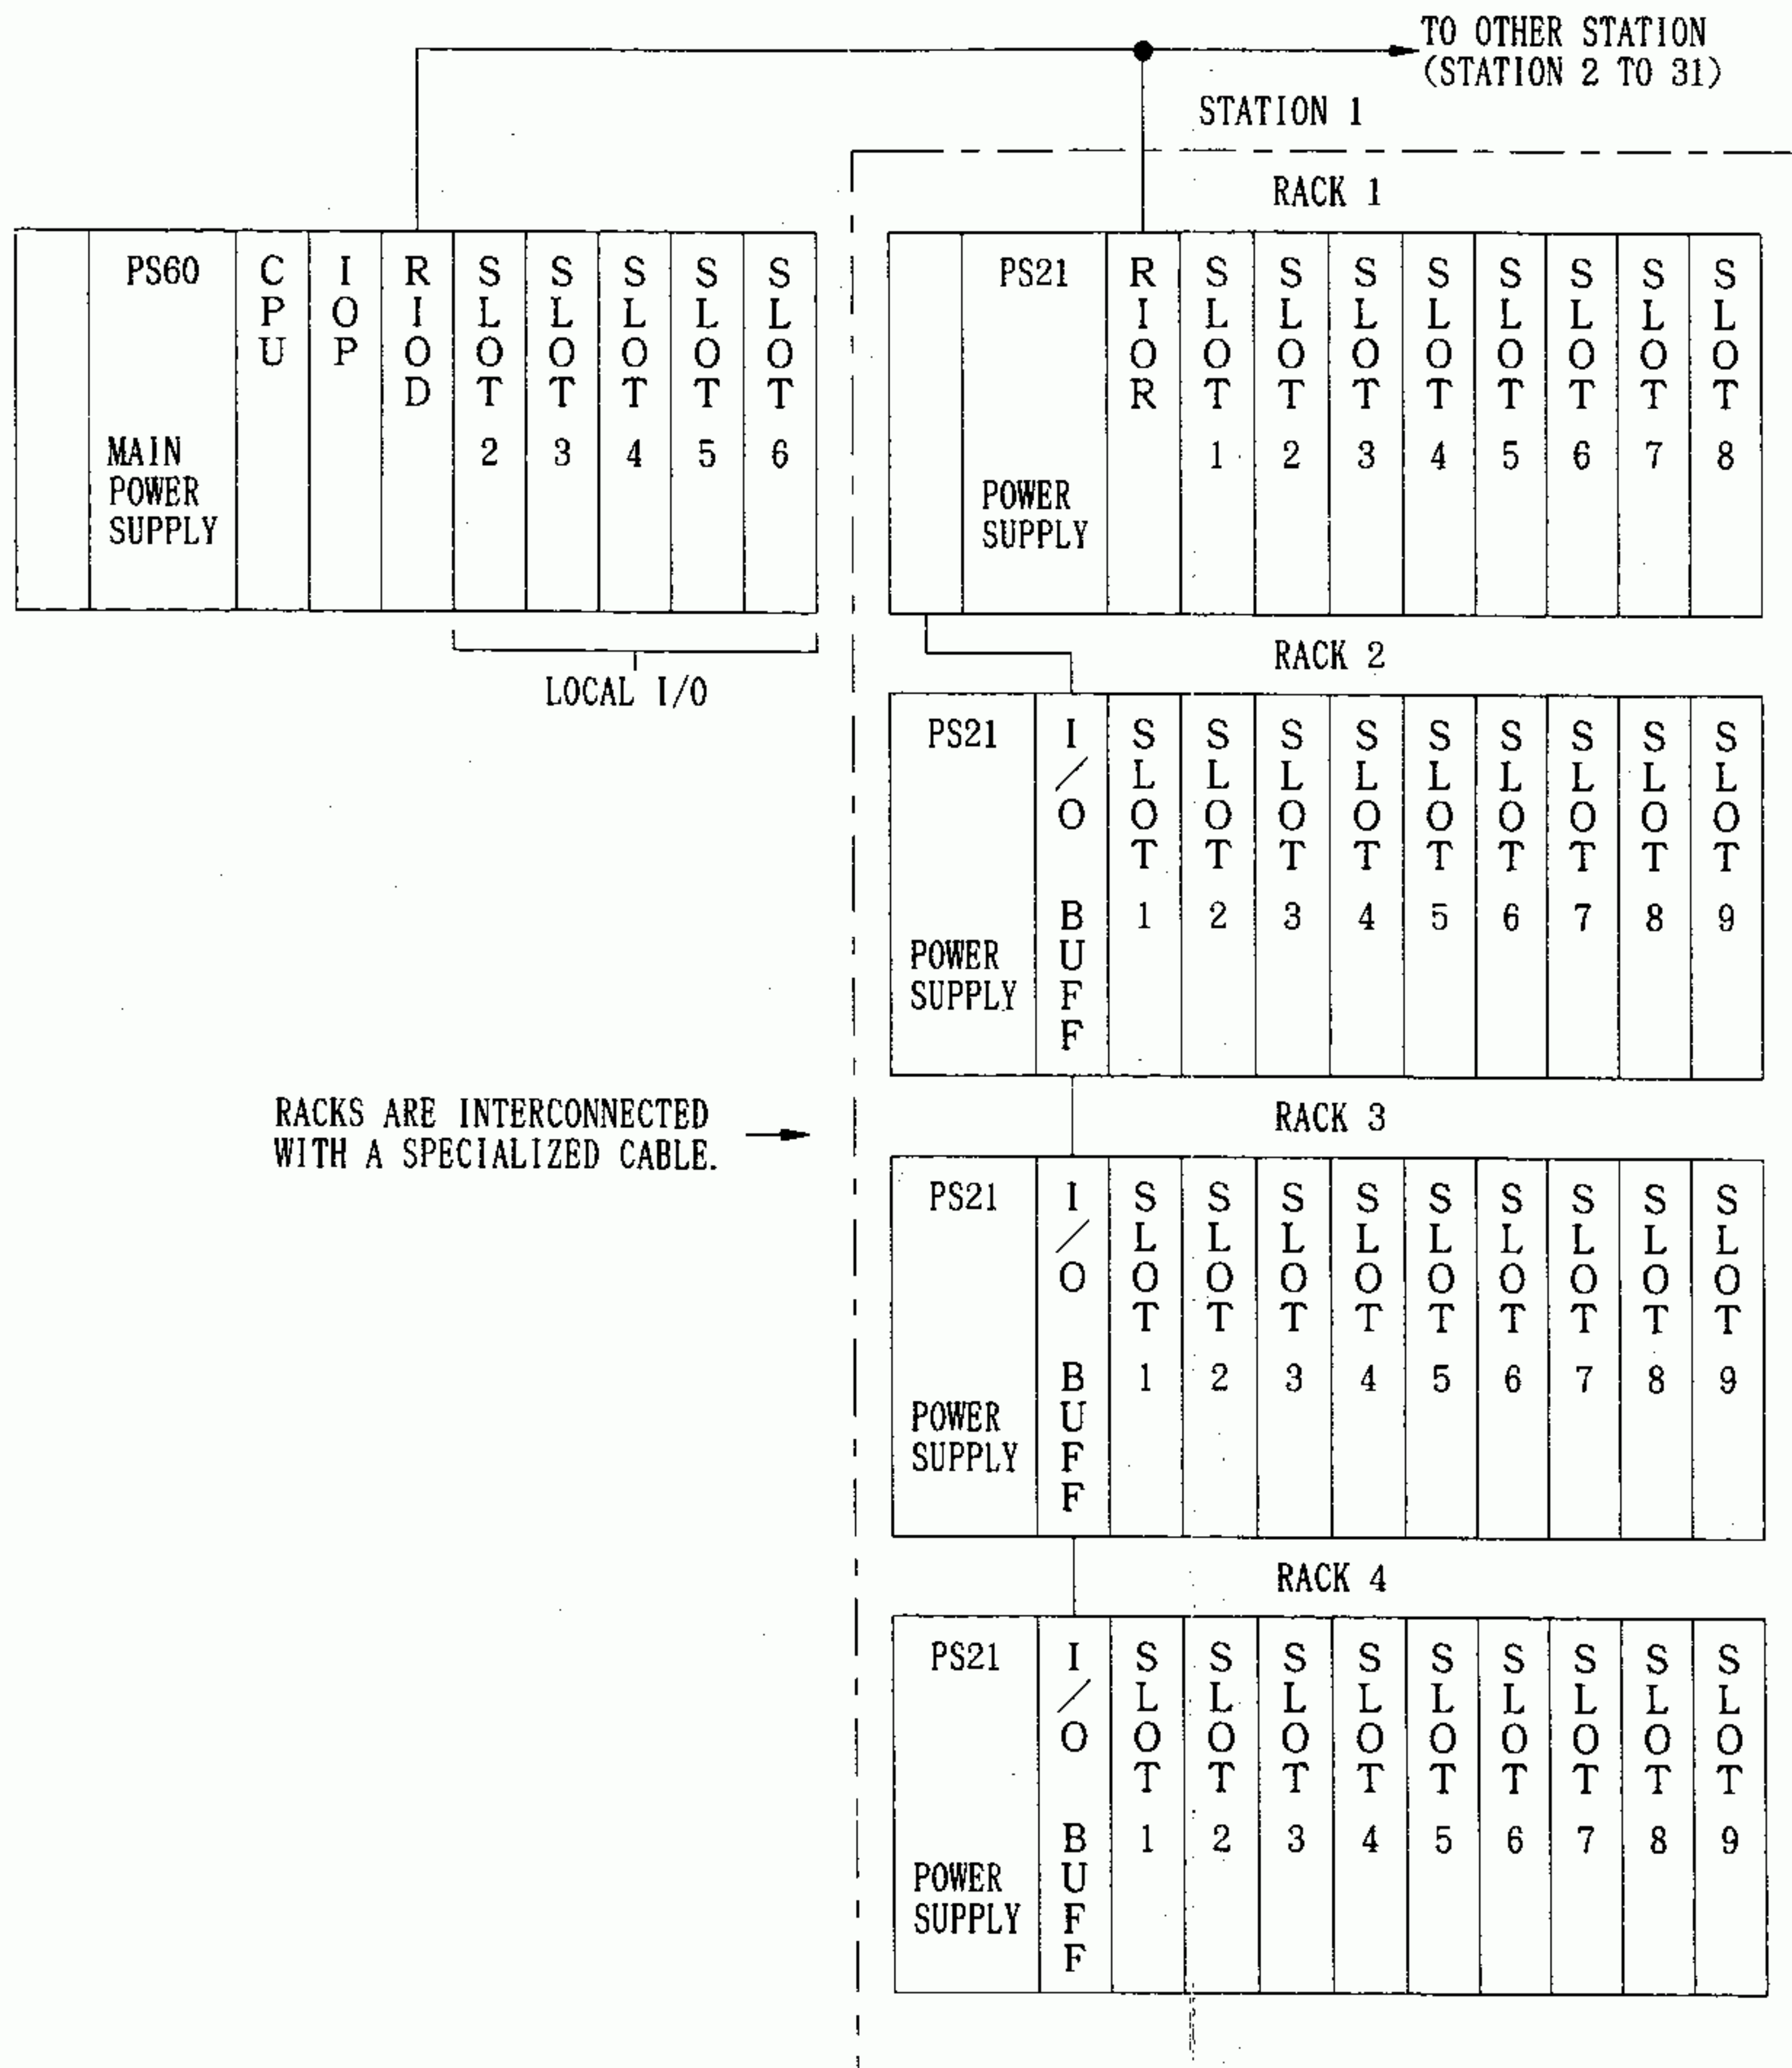 TO OTHER STATION
(STATION 2 TO 31)
STATION 1
RACK 1
PS60
CPU
IOP
RIOD
SLOT 2
SLOT 3
SLOT 4
SLOT 5
SLOT 6
MAIN
POWER
SUPPLY
LOCAL I/O
PS21
RIOR
SLOT 1
SLOT 2
SLOT 3
SLOT 4
SLOT 5
SLOT 6
SLOT 7
SLOT 8
POWER
SUPPLY
RACK 2
PS21
I/O BUFF
SLOT 1
SLOT 2
SLOT 3
SLOT 4
SLOT 5
SLOT 6
SLOT 7
SLOT 8
SLOT 9
POWER
SUPPLY
RACKS ARE INTERCONNECTED
WITH A SPECIALIZED CABLE.
RACK 3
PS21
I/O BUFF
SLOT 1
SLOT 2
SLOT 3
SLOT 4
SLOT 5
SLOT 6
SLOT 7
SLOT 8
SLOT 9
POWER
SUPPLY
RACK 4
PS21
I/O BUFF
SLOT 1
SLOT 2
SLOT 3
SLOT 4
SLOT 5
SLOT 6
SLOT 7
SLOT 8
SLOT 9
POWER
SUPPLY